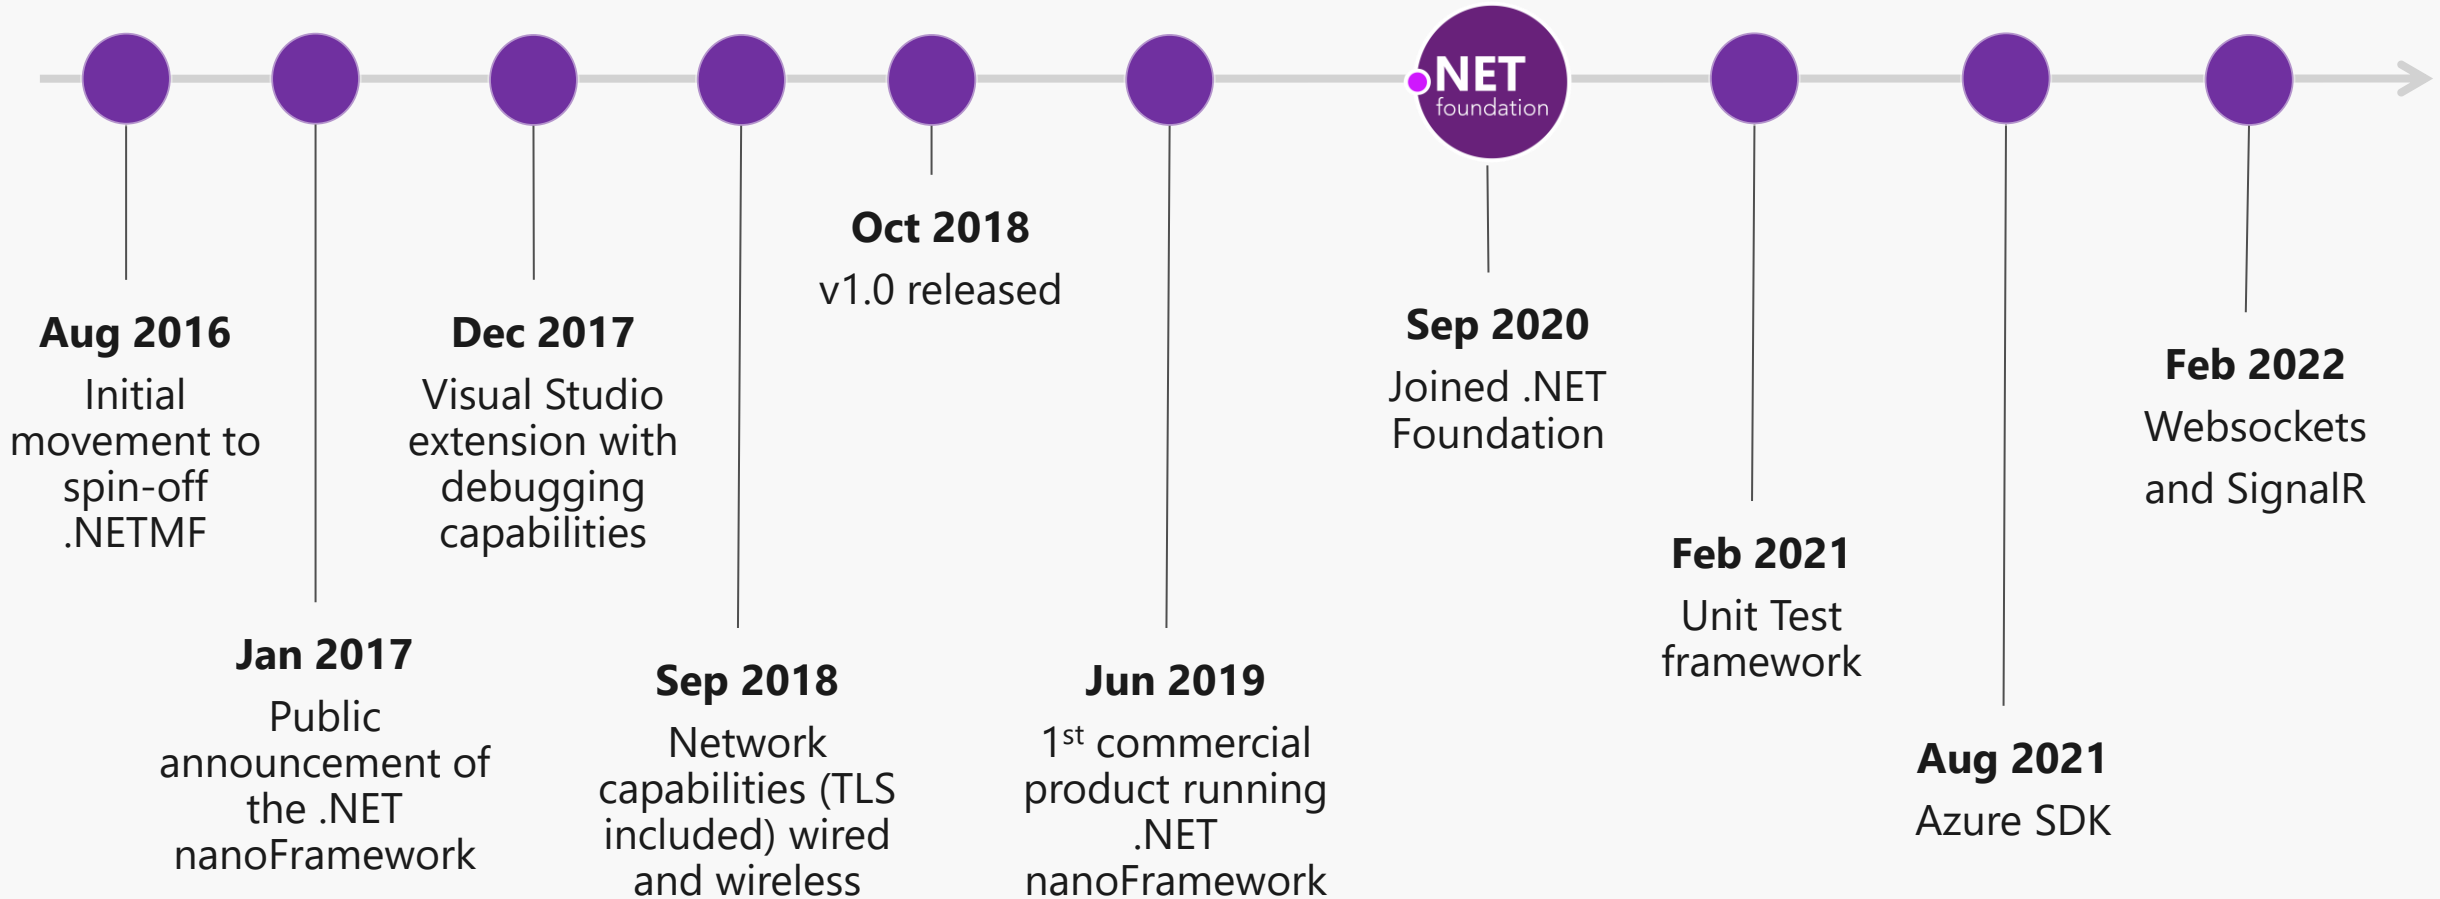 .NET
foundation
Aug 2016
Initial
movement to
spin-off
.NETMF
Jan 2017
Public
announcement of
the .NET
nanoFramework
Dec 2017
Visual Studio
extension with
debugging
capabilities
Sep 2018
Network
capabilities (TLS
included) wired
and wireless
Oct 2018
v1.0 released
Jun 2019
1st commercial
product running
.NET
nanoFramework
Sep 2020
Joined .NET
Foundation
Feb 2021
Unit Test
framework
Aug 2021
Azure SDK
Feb 2022
Websockets
and SignalR